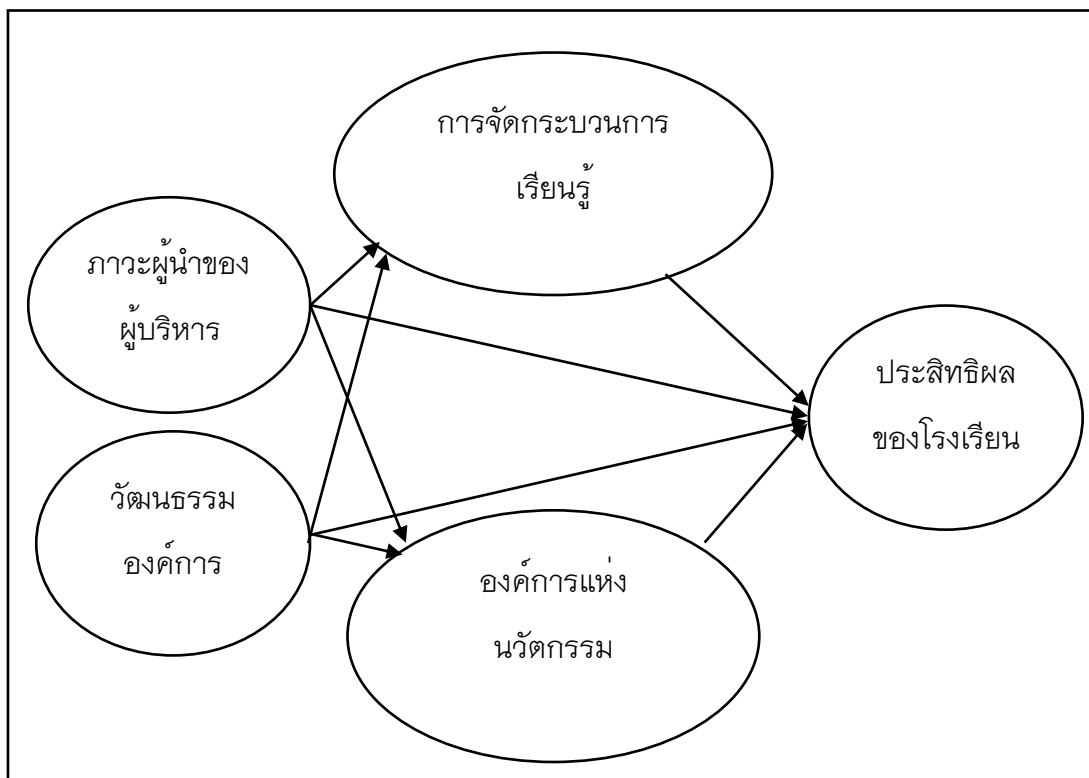 การจัดกระบวนการ
เรียนรู้
ภาวะผู้นำของ
ผู้บริหาร
ประสิทธิผล
ของโรงเรียน
วัฒนธรรม
องค์การ
องค์การแห่ง
นวัตกรรม